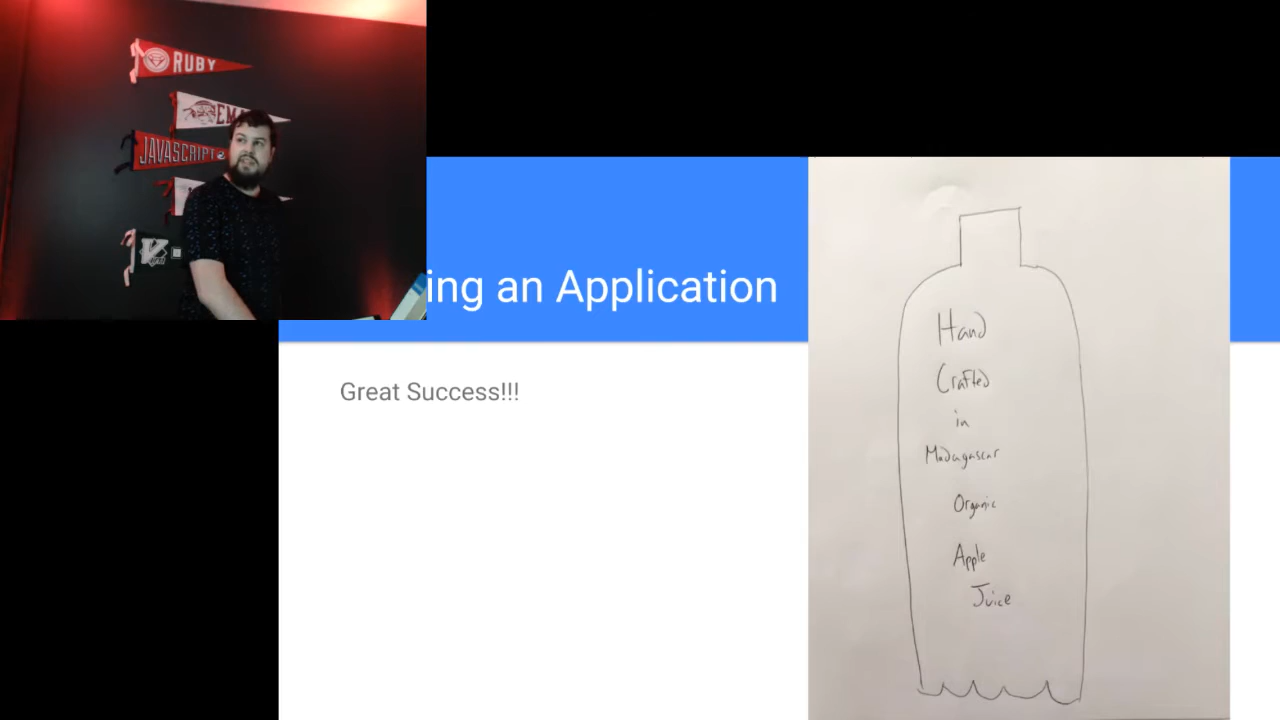 RUBY
JAVASCRIPT
ing an Application
Great Success!!!
Hand
Crafted
in
Madagascar
Organic
Apple
Juice